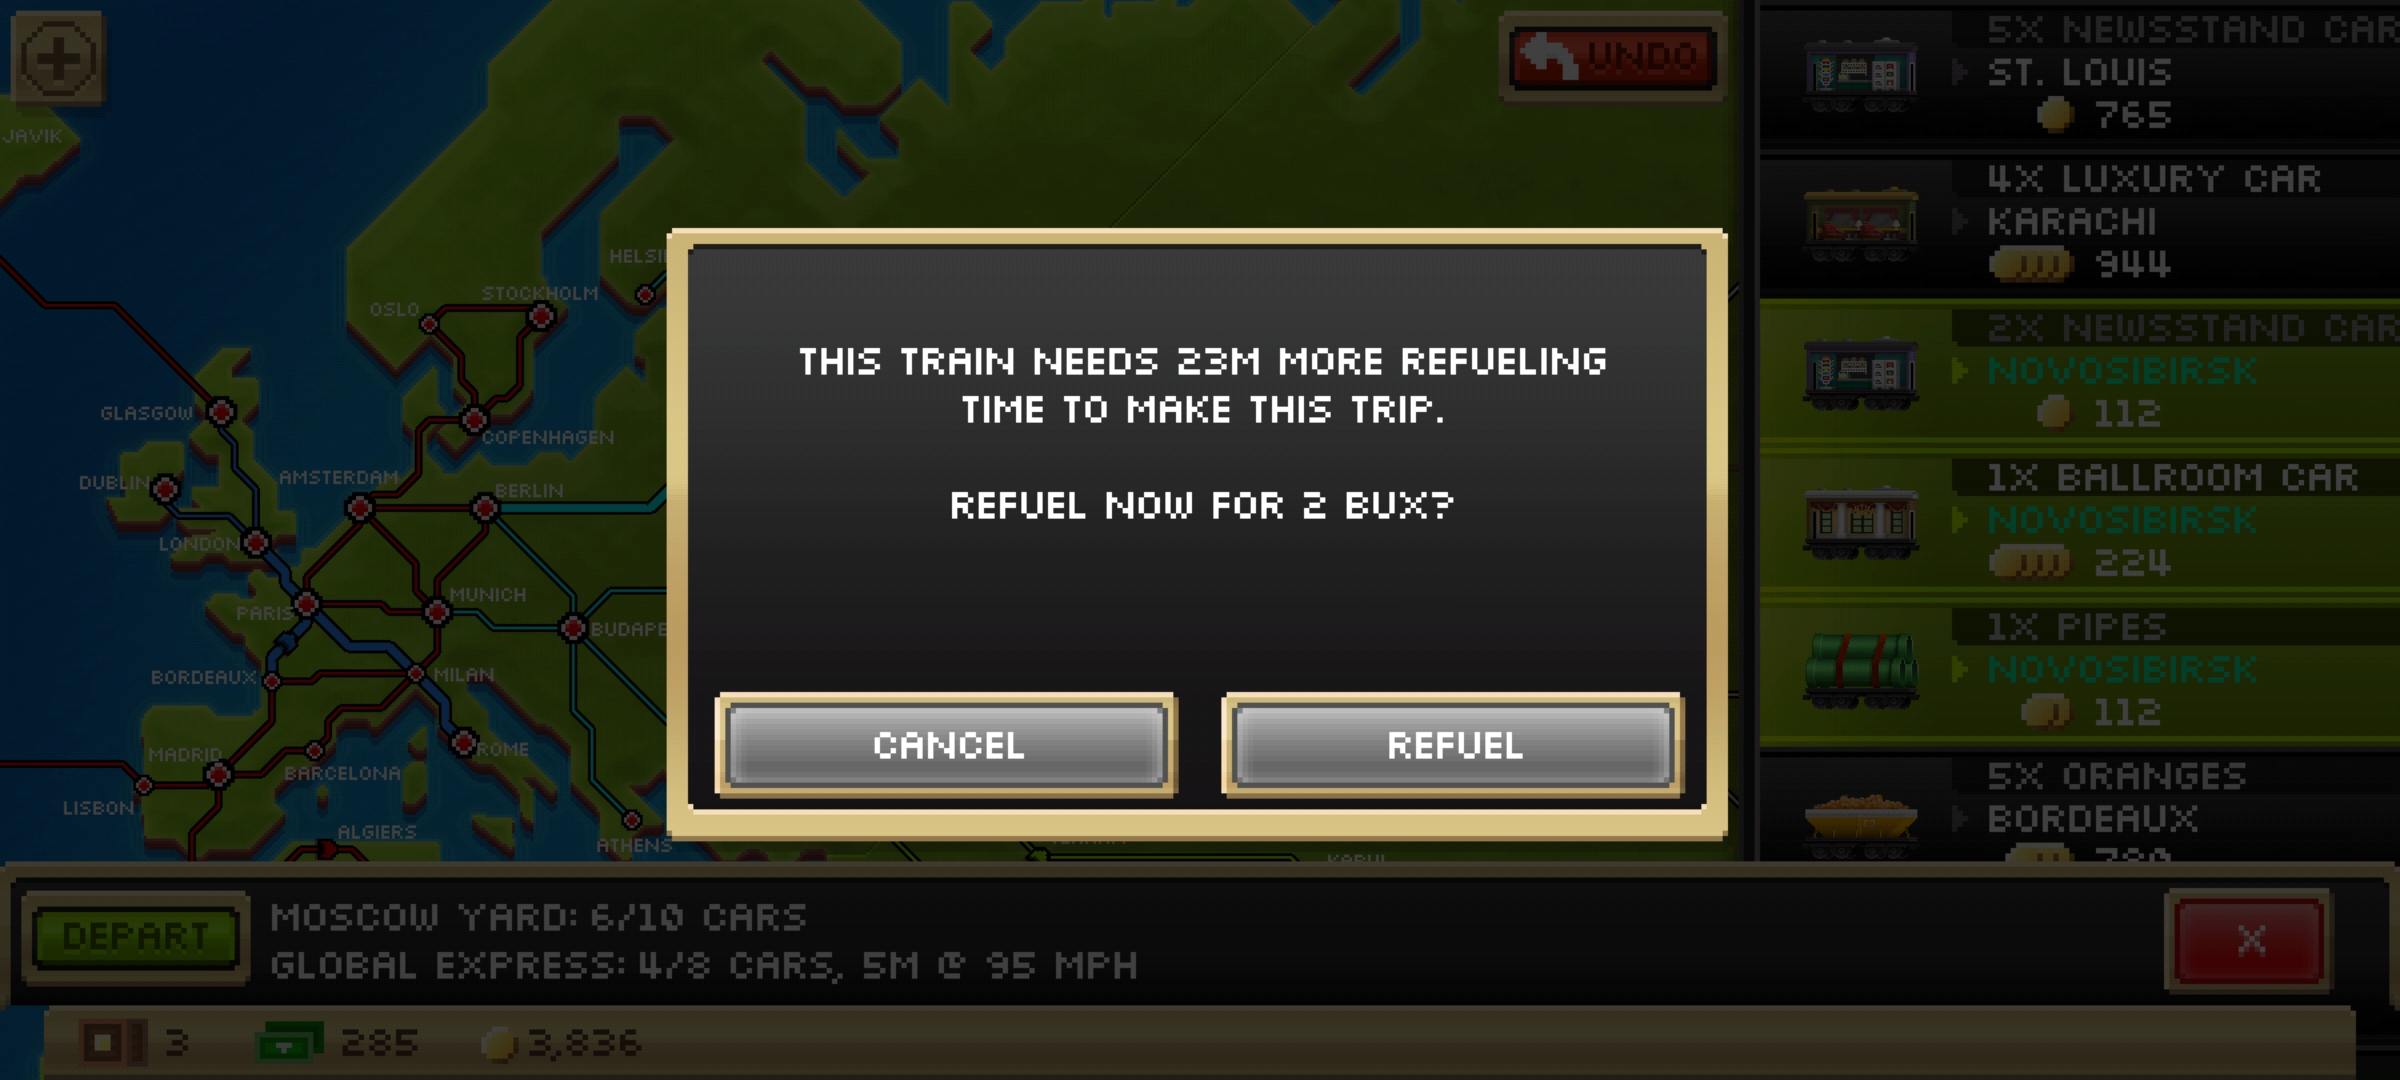 UNDO
JAVIK
HELSI
STOCKHOLM
OSLO
GLASGOW
COPENHAGEN
DUBLIN
AMSTERDAM
BERLIN
LONDON
PARIS
MUNICH
BUDAPE
BORDEAUX
MILAN
MADRID
ROME
BARCELONA
LISBON
ALGIERS
ATHENS
KABUL
THIS TRAIN NEEDS 23M MORE REFUELING
TIME TO MAKE THIS TRIP.
REFUEL NOW FOR 2 BUX?
CANCEL
REFUEL
5X NEWSSTAND CAR
ST. LOUIS
765
4X LUXURY CAR
KARACHI
944
2X NEWSSTAND CAR
NOVOSIBIRSK
112
1X BALLROOM CAR
NOVOSIBIRSK
224
1X PIPES
NOVOSIBIRSK
112
5X ORANGES
BORDEAUX
DEPART
MOSCOW YARD: 6/10 CARS
GLOBAL EXPRESS: 4/8 CARS, 5M @ 95 MPH
X
3
285
3,836